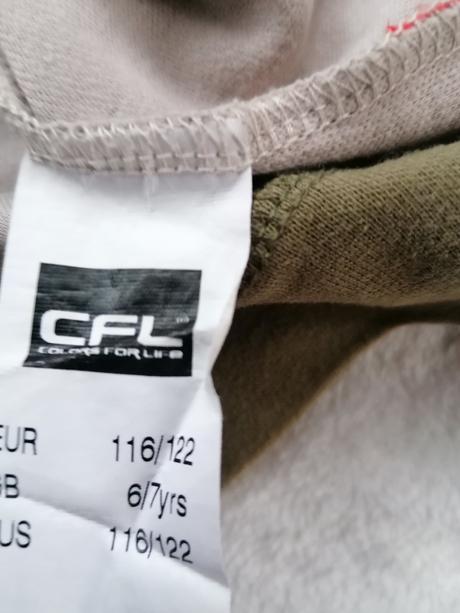 CFL
COLORS FOR LIFE
EUR 116/122
GB 6/7yrs
US 116/122